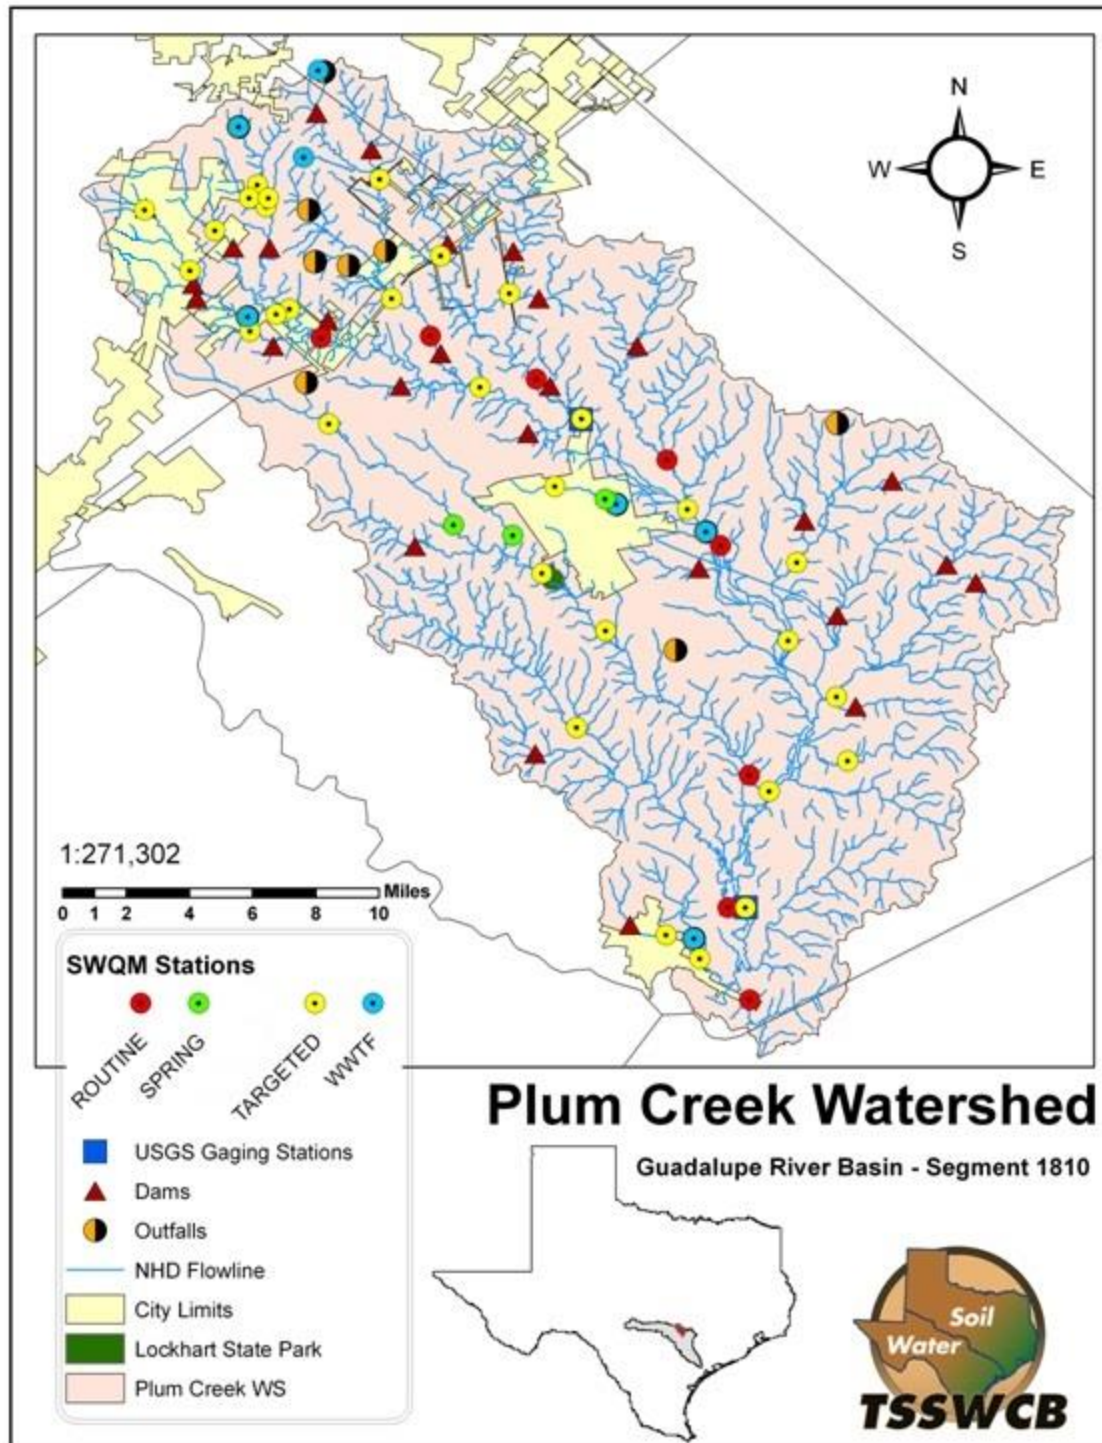 N
W
E
S
1:271,302
Miles
0 1 2 4 6 8 10
SWQM Stations
ROUTINE
SPRING
TARGETED
WWTF
USGS Gaging Stations
Dams
Outfalls
NHD Flowline
City Limits
Lockhart State Park
Plum Creek WS
Plum Creek Watershed
Guadalupe River Basin - Segment 1810
Soil
Water
TSSWCB